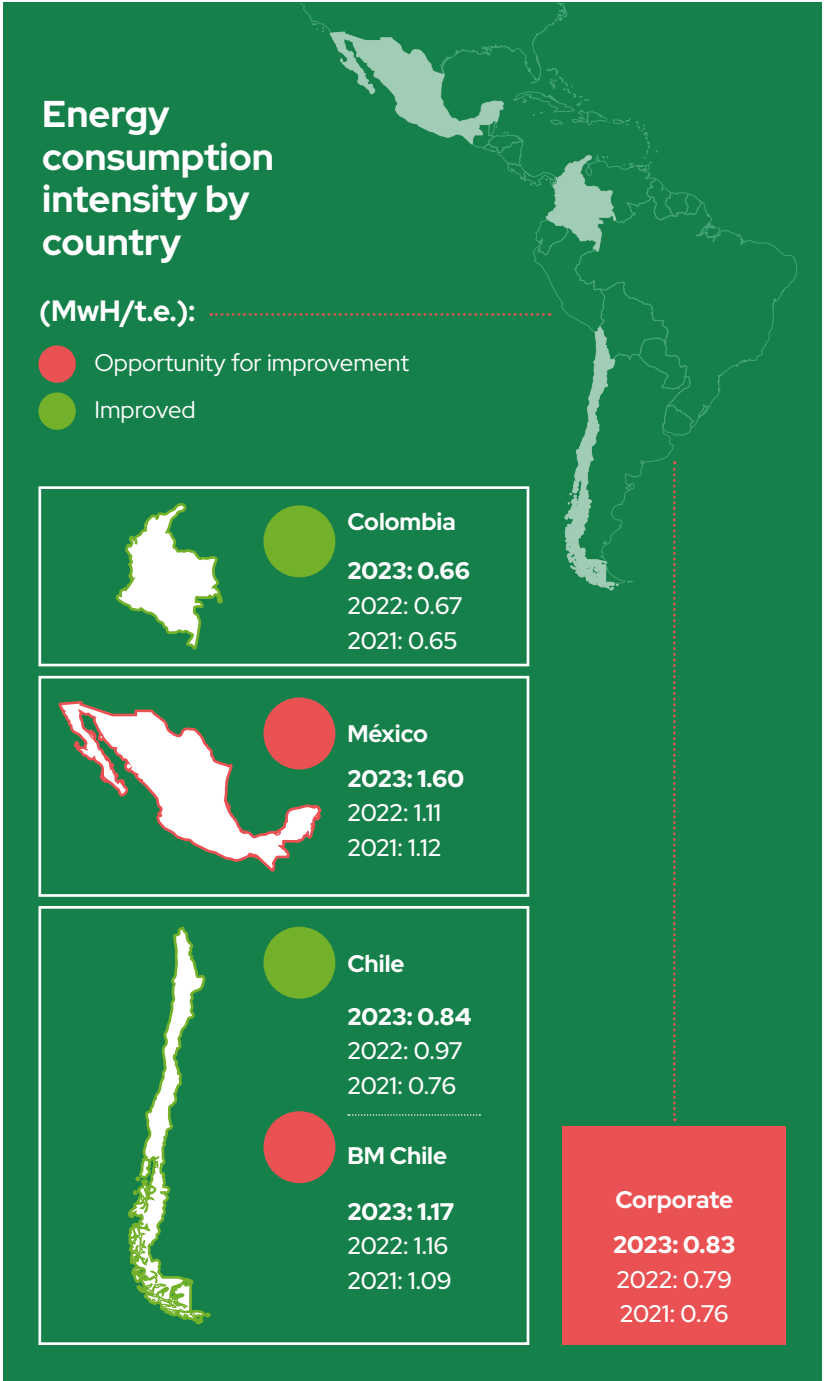 Energy
consumption
intensity by
country
(MwH/t.e.):
Opportunity for improvement
Improved
Colombia
2023: 0.66
2022: 0.67
2021: 0.65
México
2023: 1.60
2022: 1.11
2021: 1.12
Chile
2023: 0.84
2022: 0.97
2021: 0.76
BM Chile
2023: 1.17
2022: 1.16
2021: 1.09
Corporate
2023: 0.83
2022: 0.79
2021: 0.76